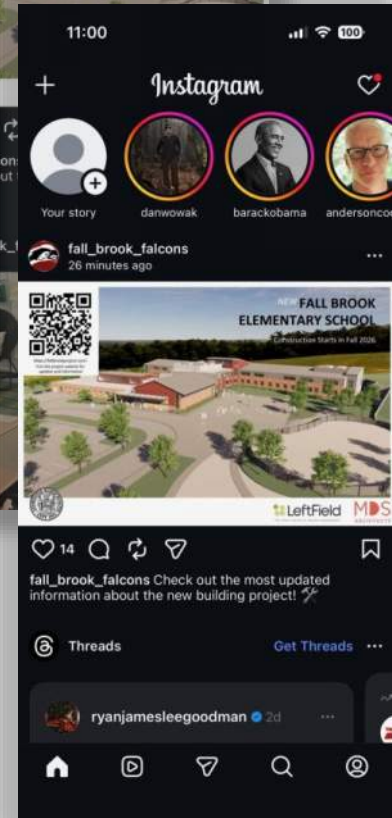 11:00
100
Instagram
Your story
danwowak
barackobama
andersoncoo
fall_brook_falcons
26 minutes ago
NEW FALL BROOK
ELEMENTARY SCHOOL
Construction Starts in Fall 2026
LeftField
MDS
ARCHITECTS
14
fall_brook_falcons Check out the most updated
information about the new building project! 🛠️
Threads
Get Threads
ryanjamesleegoodman 2d